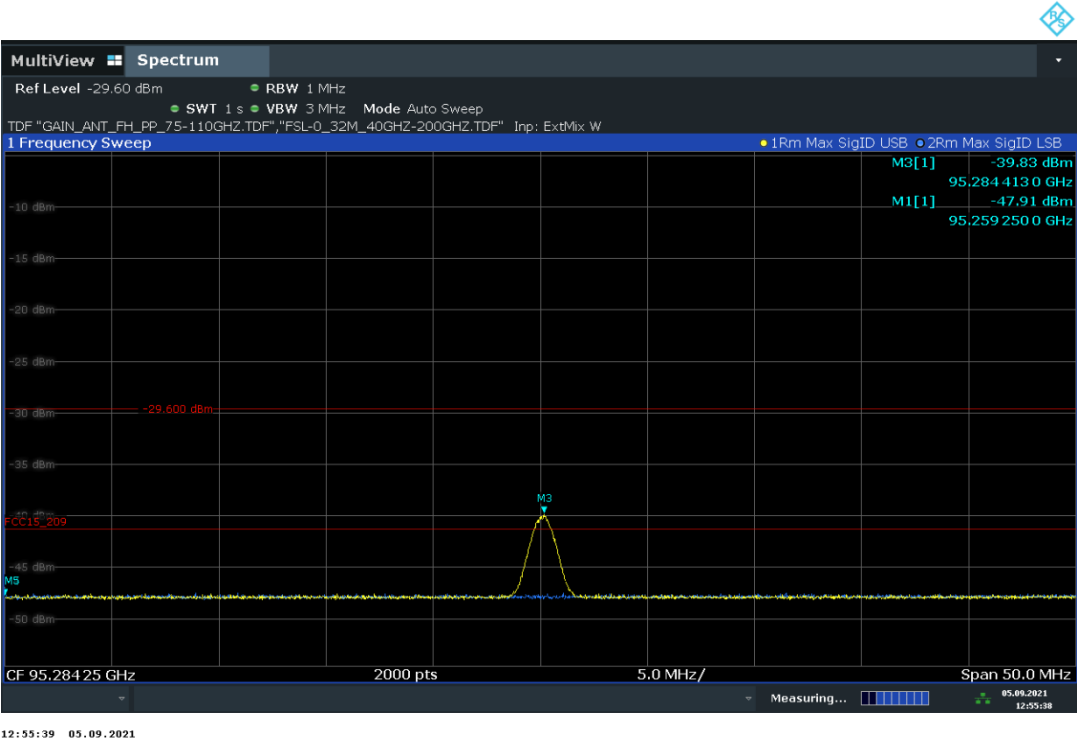 R S
MultiView Spectrum
Ref Level -29.60 dBm RBW 1 MHz
SWT 1 s VBW 3 MHz Mode Auto Sweep
TDF "GAIN_ANT_FH_PP_75-110GHZ.TDF","FSL-0_32M_40GHZ-200GHZ.TDF" Inp: ExtMix W
1 Frequency Sweep 1Rm Max SigID USB 2Rm Max SigID LSB
M3[1] -39.83 dBm
95.284 413 0 GHz
M1[1] -47.91 dBm
95.259 250 0 GHz
-10 dBm
-15 dBm
-20 dBm
-25 dBm
-29.600 dBm
-30 dBm
-35 dBm
M3
-40 dBm
FCC15_209
-45 dBm
M5
-50 dBm
CF 95.28425 GHz 2000 pts 5.0 MHz/ Span 50.0 MHz
Measuring... 05.09.2021
12:55:38
12:55:39 05.09.2021